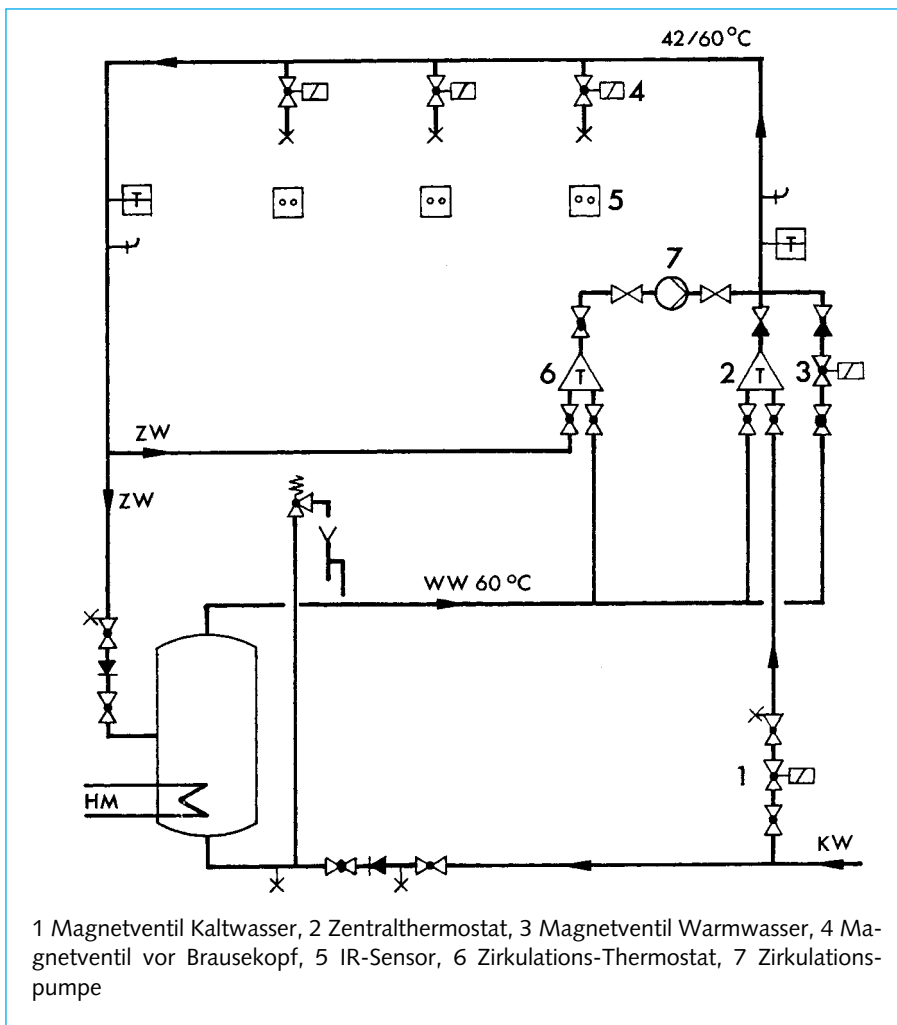 42/60 °C
4
T
5
T
7
6
T
2
T
3
ZW
ZW
WW 60 °C
1
HM
KW
1 Magnetventil Kaltwasser, 2 Zentralthermostat, 3 Magnetventil Warmwasser, 4 Ma-
gnetventil vor Brausekopf, 5 IR-Sensor, 6 Zirkulations-Thermostat, 7 Zirkulations-
pumpe